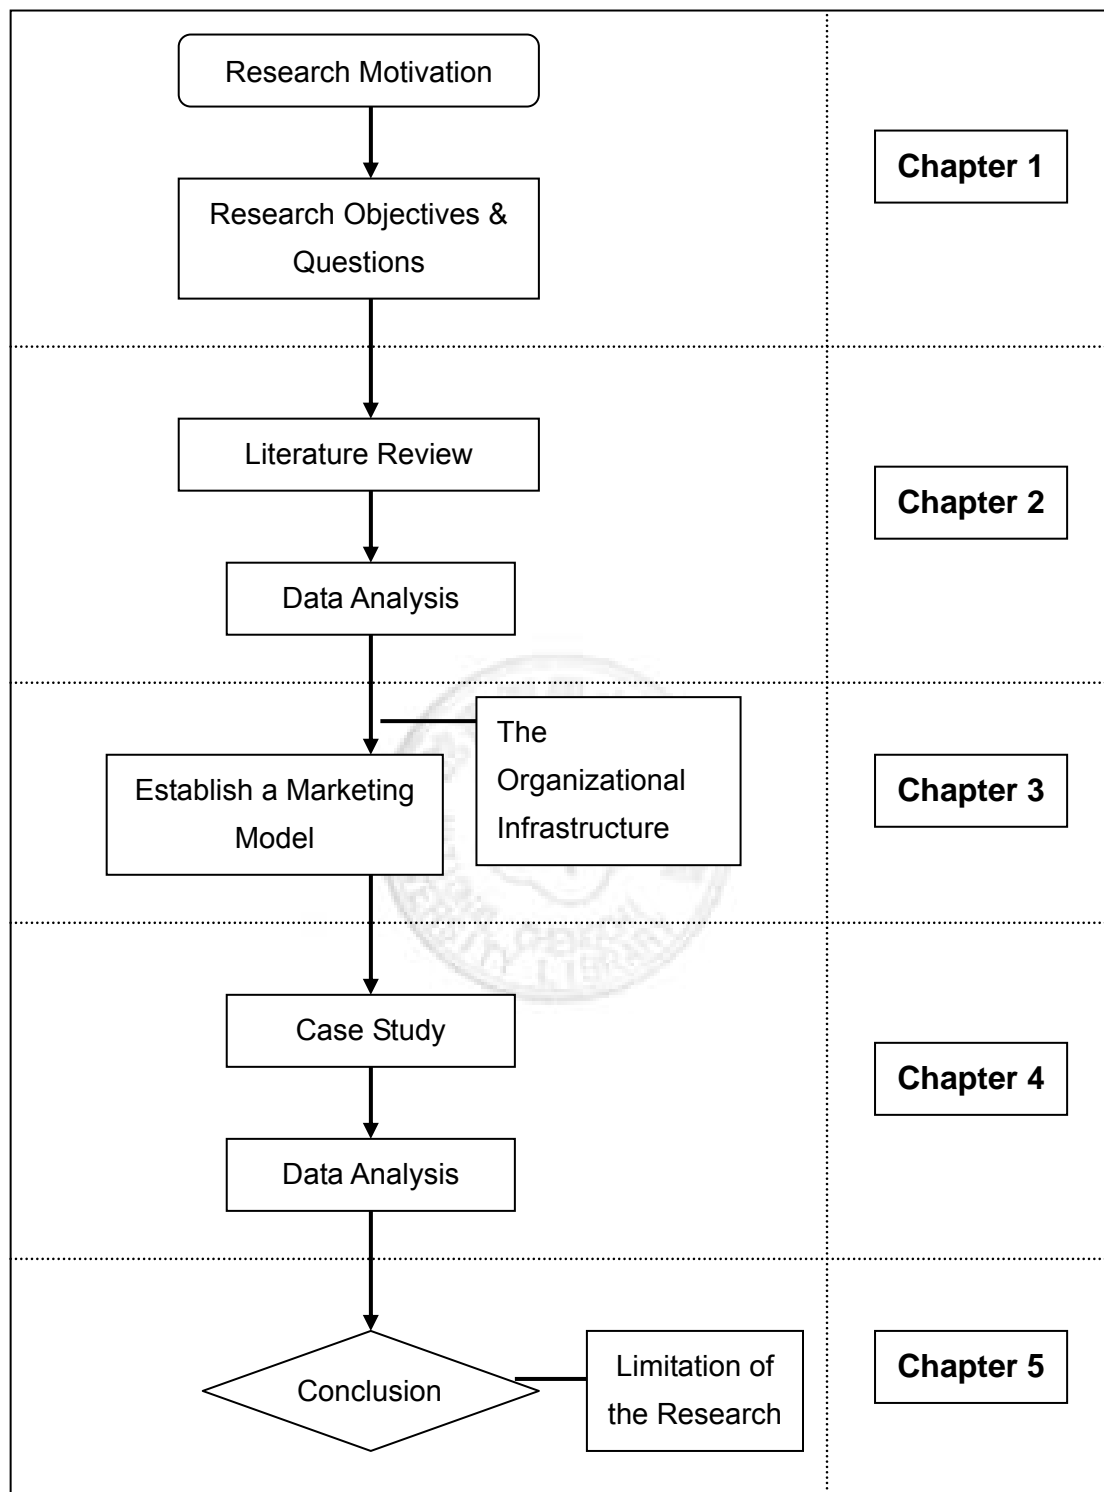 Research Motivation
Chapter 1
Research Objectives &
Questions
Literature Review
Chapter 2
Data Analysis
The
Organizational
Infrastructure
Establish a Marketing
Model
Chapter 3
Case Study
Chapter 4
Data Analysis
Conclusion
Limitation of
the Research
Chapter 5